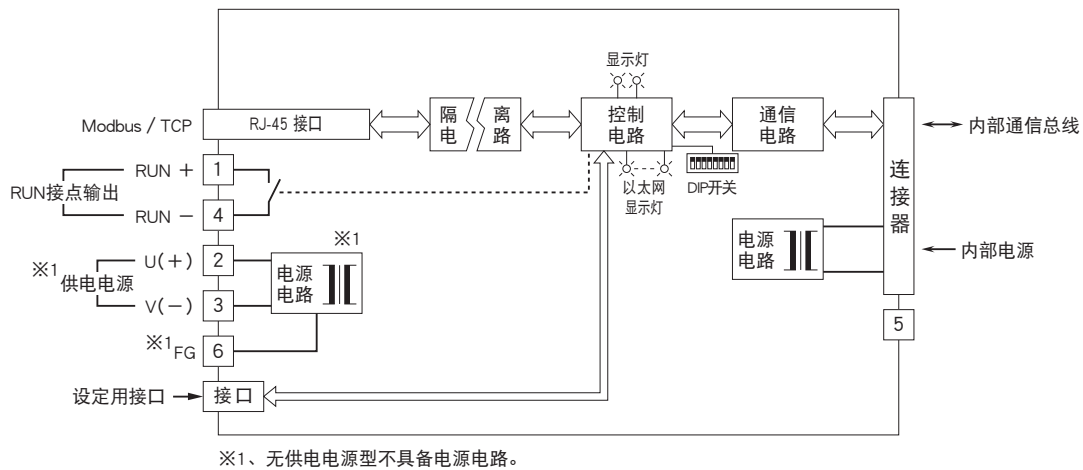 显示灯
Modbus / TCP
RJ-45 接口
隔 离
电 路
控制
电路
通信
电路
内部通信总线
RUN接点输出
RUN +
1
RUN −
4
以太网
显示灯
DIP开关
连接器
※1
供电电源
U(+)
2
V(−)
3
※1
电源
电路
电源
电路
内部电源
5
※1 FG
6
设定用接口
接口
※1、无供电电源型不具备电源电路。